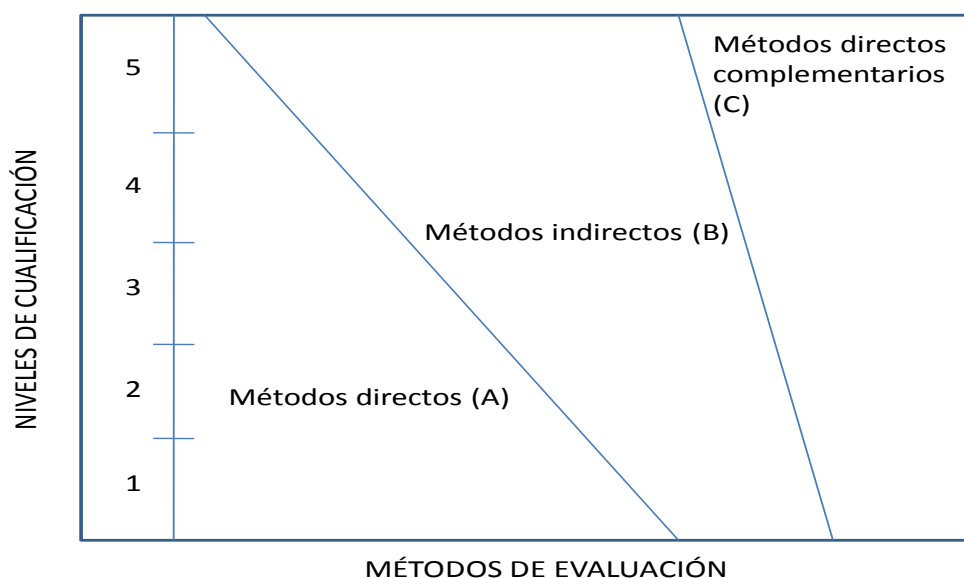 NIVELES DE CUALIFICACIÓN
5
4
3
2
1
Métodos directos
complementarios
(C)
Métodos indirectos (B)
Métodos directos (A)
MÉTODOS DE EVALUACIÓN